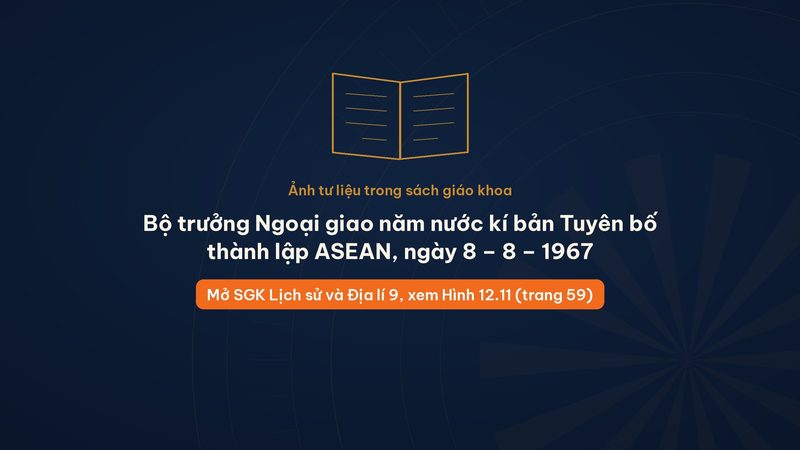 Ảnh tư liệu trong sách giáo khoa
Bộ trưởng Ngoại giao năm nước kí bản Tuyên bố
thành lập ASEAN, ngày 8 – 8 – 1967
Mở SGK Lịch sử và Địa lí 9, xem Hình 12.11 (trang 59)